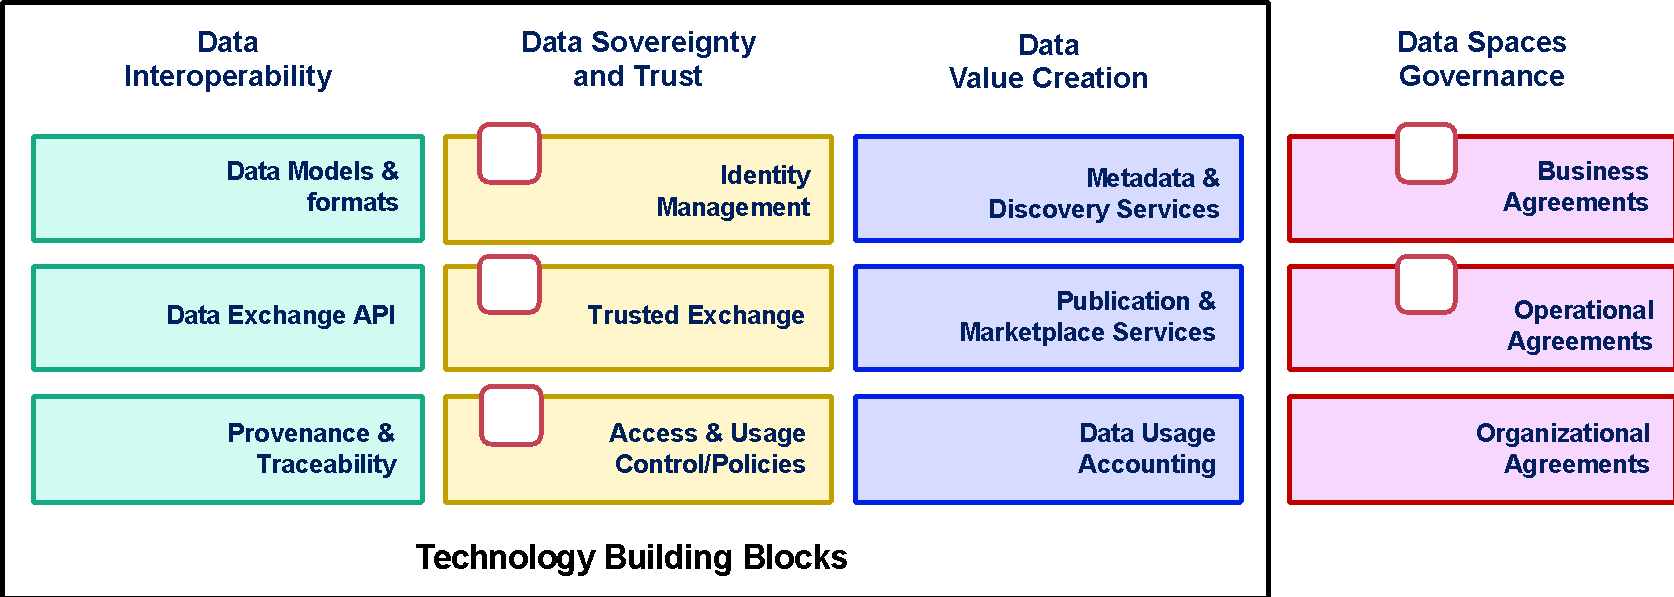 Data
Interoperability
Data Sovereignty
and Trust
Data
Value Creation
Data Spaces
Governance
Data Models &
formats
Identity
Management
Metadata &
Discovery Services
Business
Agreements
Data Exchange API
Trusted Exchange
Publication &
Marketplace Services
Operational
Agreements
Provenance &
Traceability
Access & Usage
Control/Policies
Data Usage
Accounting
Organizational
Agreements
Technology Building Blocks